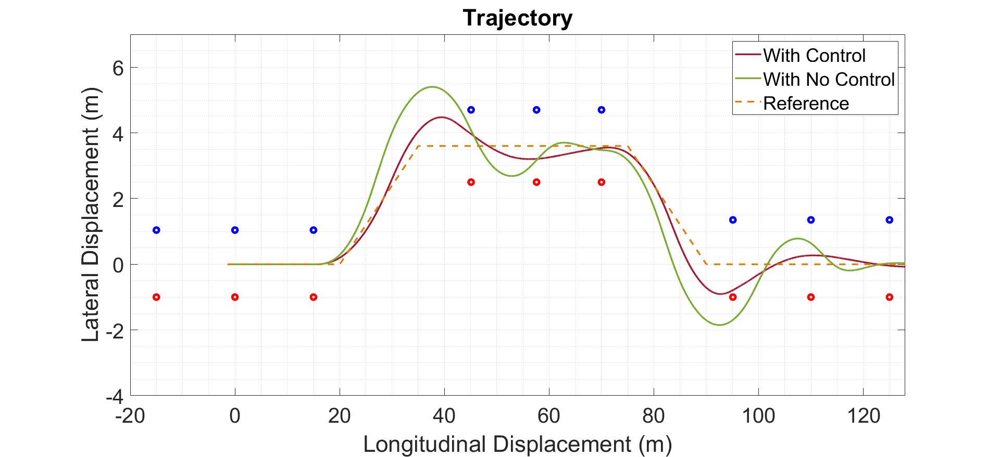 Trajectory
With Control
With No Control
Reference
Lateral Displacement (m)
6
4
2
0
-2
-4
-20
0
20
40
60
80
100
120
Longitudinal Displacement (m)